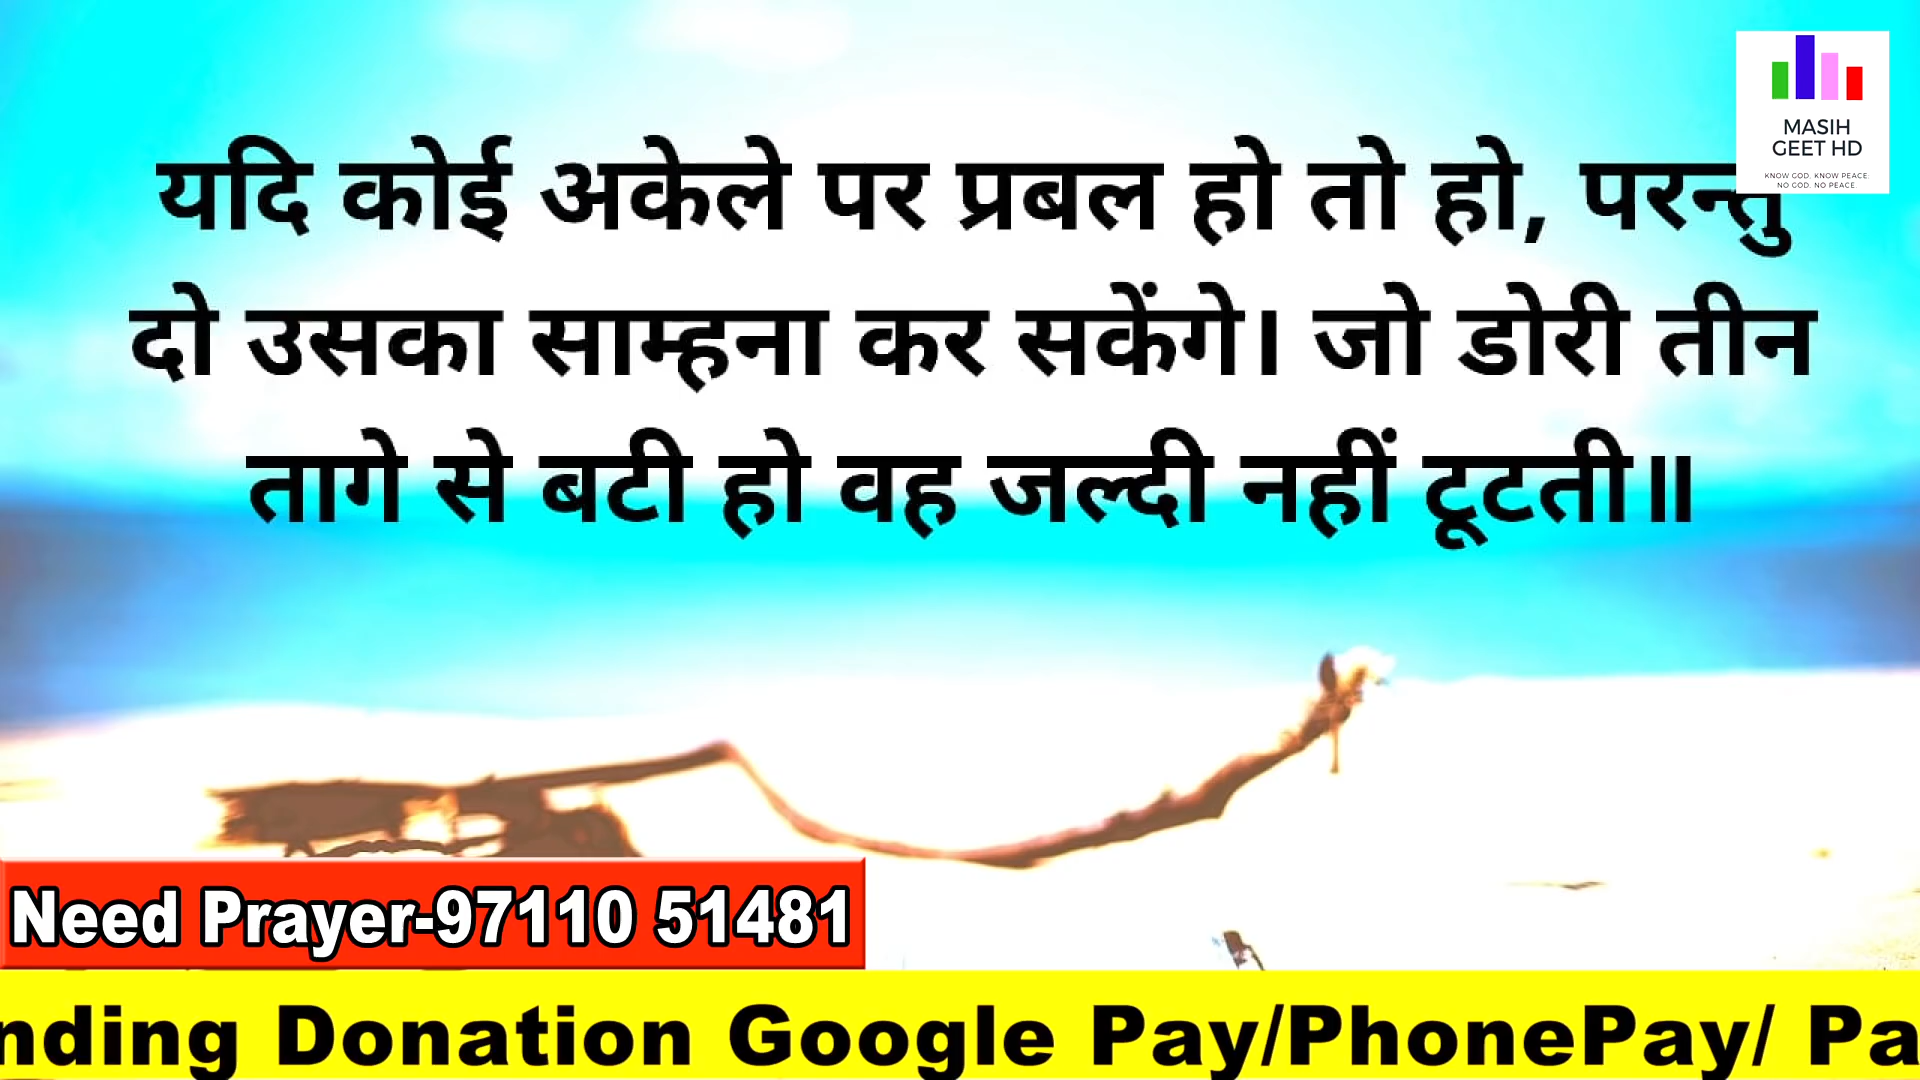 MASIH
GEET HD
KNOW GOD. KNOW PEACE.
NO GOD. NO PEACE.
यदि कोई अकेले पर प्रबल हो तो हो, परन्तु
दो उसका साम्हना कर सकेंगे। जो डोरी तीन
तागे से बटी हो वह जल्दी नहीं टूटती॥
Need Prayer-97110 51481
nding Donation Google Pay/PhonePay/ Pa